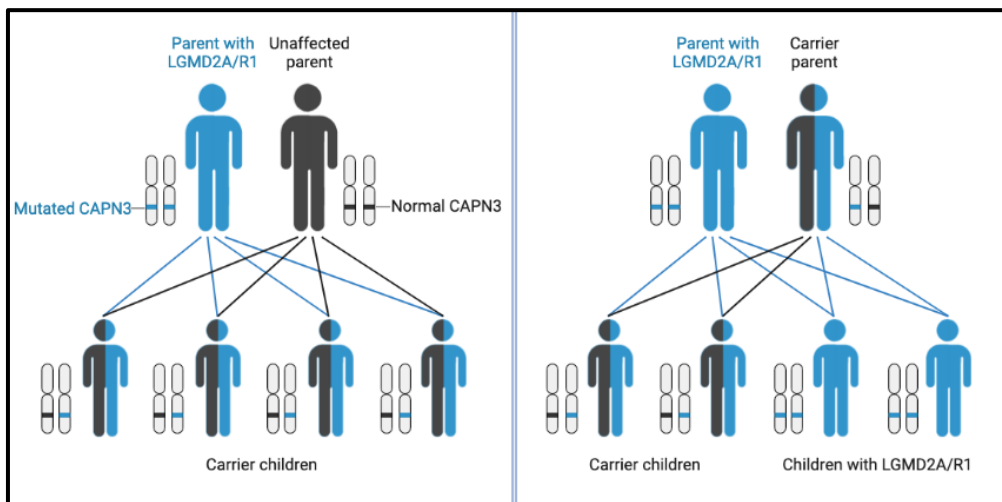 Parent with
LGMD2A/R1
Unaffected
parent
Mutated CAPN3
Normal CAPN3
Carrier children
Parent with
LGMD2A/R1
Carrier
parent
Carrier children
Children with LGMD2A/R1